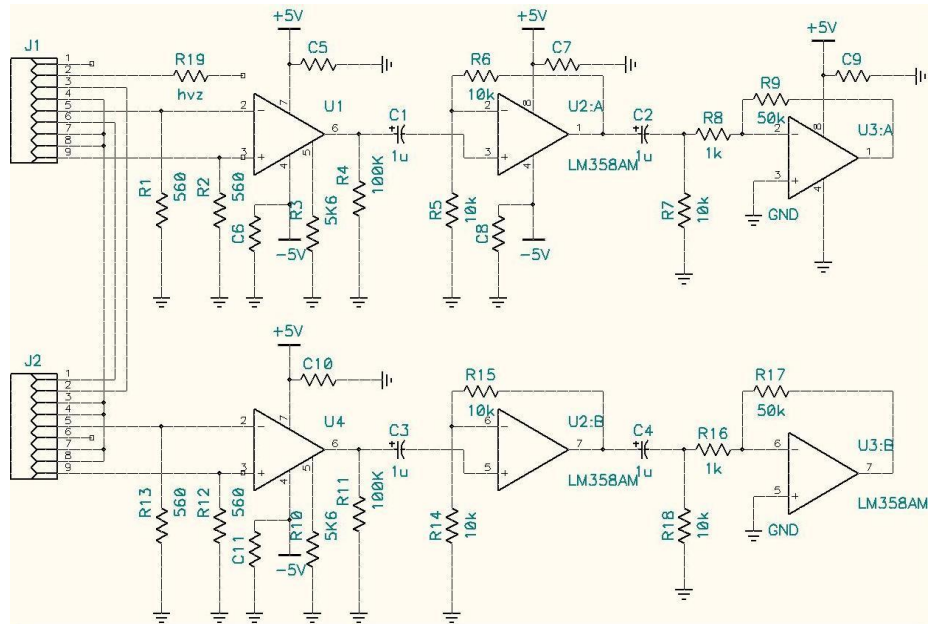 +5V
+5V
+5V
J1
1
2
3
4
5
6
7
8
9
R19
hvz
C5
7
2
3
U1
6
4
5
R1
560
R2
560
C6
-5V
R3
5K6
R4
100K
C1
+
1u
R6
10k
C7
8
2
3
U2:A
1
LM358AM
4
R5
10k
C8
-5V
C2
+
1u
R7
10k
R8
1k
R9
50k
C9
8
2
3
U3:A
1
4
GND
J2
1
2
3
4
5
6
7
8
9
+5V
C10
7
2
3
U4
6
4
5
R13
560
R12
560
C11
-5V
R10
5K6
R11
100K
C3
+
1u
R15
10k
6
5
U2:B
7
LM358AM
R14
10k
C4
+
1u
R18
10k
R16
1k
R17
50k
6
5
U3:B
7
LM358AM
GND